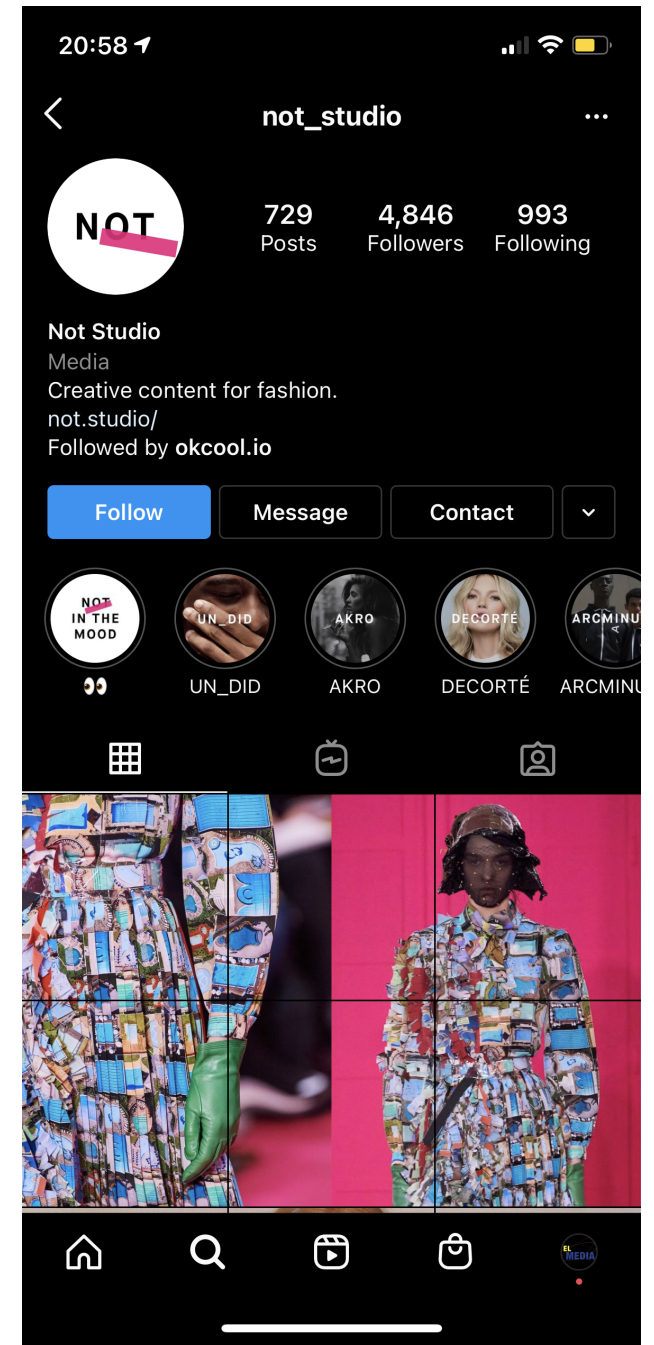 20:58
not_studio
NOT
729
Posts
4,846
Followers
993
Following
Not Studio
Media
Creative content for fashion.
not.studio/
Followed by okcool.io
Follow
Message
Contact
NOT
IN THE
MOOD
UN_DID
AKRO
DECORTÉ
ARCMINU
👀
UN_DID
AKRO
DECORTÉ
ARCMINU
EL
MEDIA